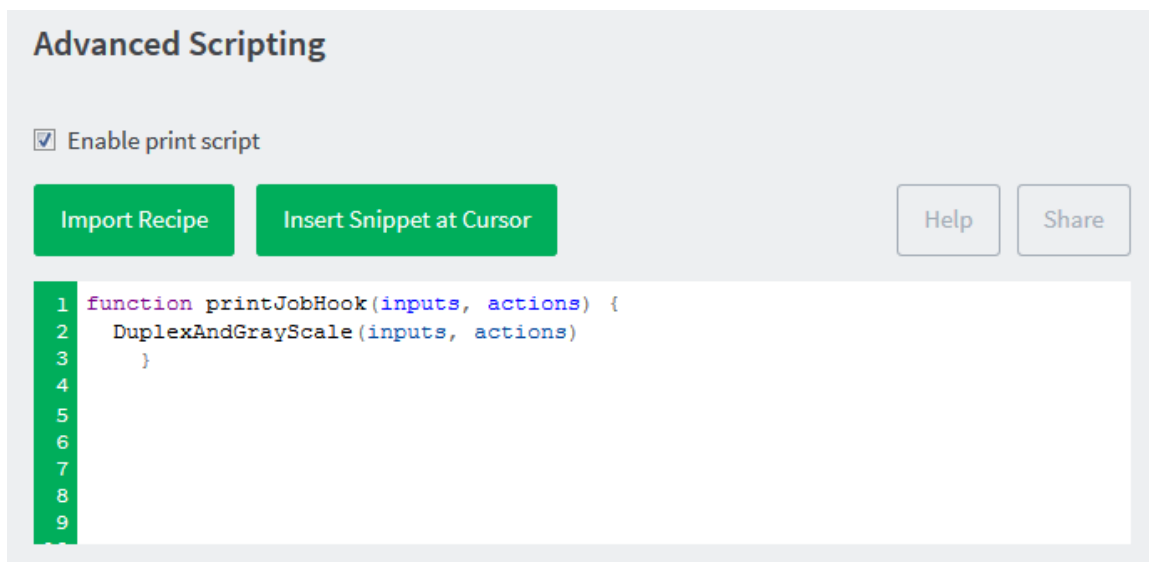 Advanced Scripting
Enable print script
Import Recipe
Insert Snippet at Cursor
Help
Share
1 function printJobHook(inputs, actions) {
2 DuplexAndGrayScale(inputs, actions)
3 }
4
5
6
7
8
9